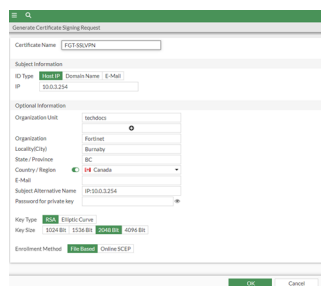 Generate Certificate Signing Request
Certificate Name FGT-SSLVPN
Subject Information
ID Type Host IP Domain Name E-Mail
IP 10.0.3.254
Optional Information
Organization Unit techdocs
Organization Fortinet
Locality(City) Burnaby
State / Province BC
Country / Region Canada
E-Mail
Subject Alternative Name IP:10.0.3.254
Password for private key
Key Type RSA Elliptic Curve
Key Size 1024 Bit 1536 Bit 2048 Bit 4096 Bit
Enrollment Method File Based Online SCEP
OK Cancel